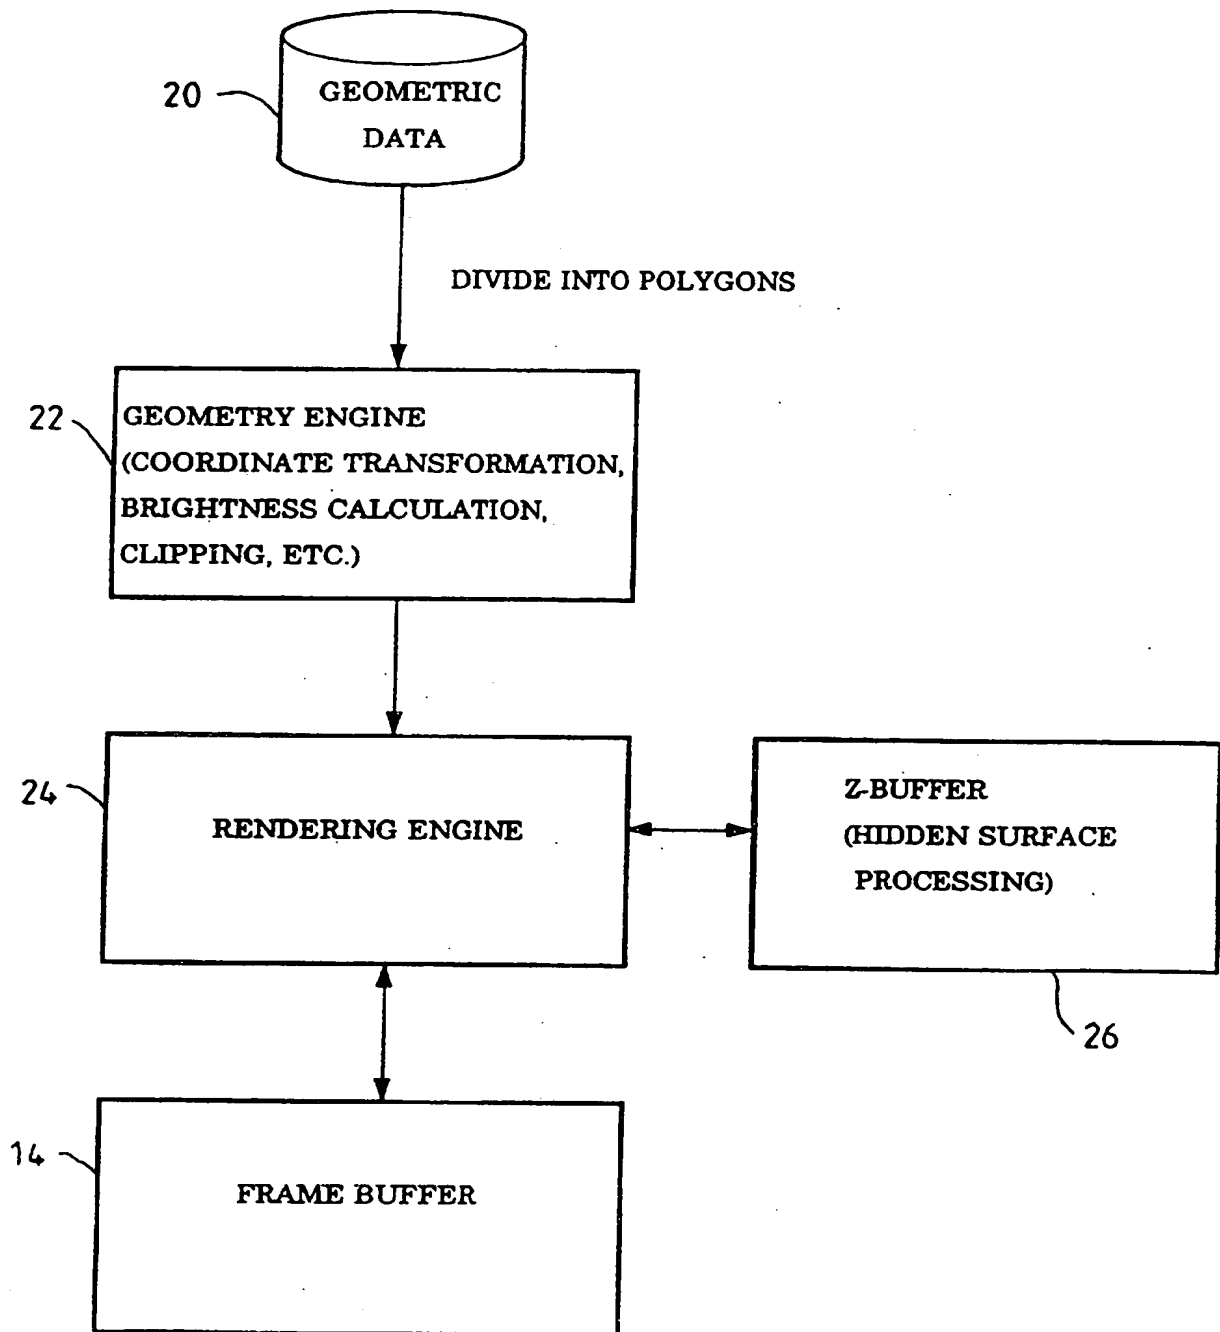 20
GEOMETRIC
DATA
DIVIDE INTO POLYGONS
22
GEOMETRY ENGINE
(COORDINATE TRANSFORMATION,
BRIGHTNESS CALCULATION,
CLIPPING, ETC.)
24
RENDERING ENGINE
Z-BUFFER
(HIDDEN SURFACE
PROCESSING)
26
14
FRAME BUFFER